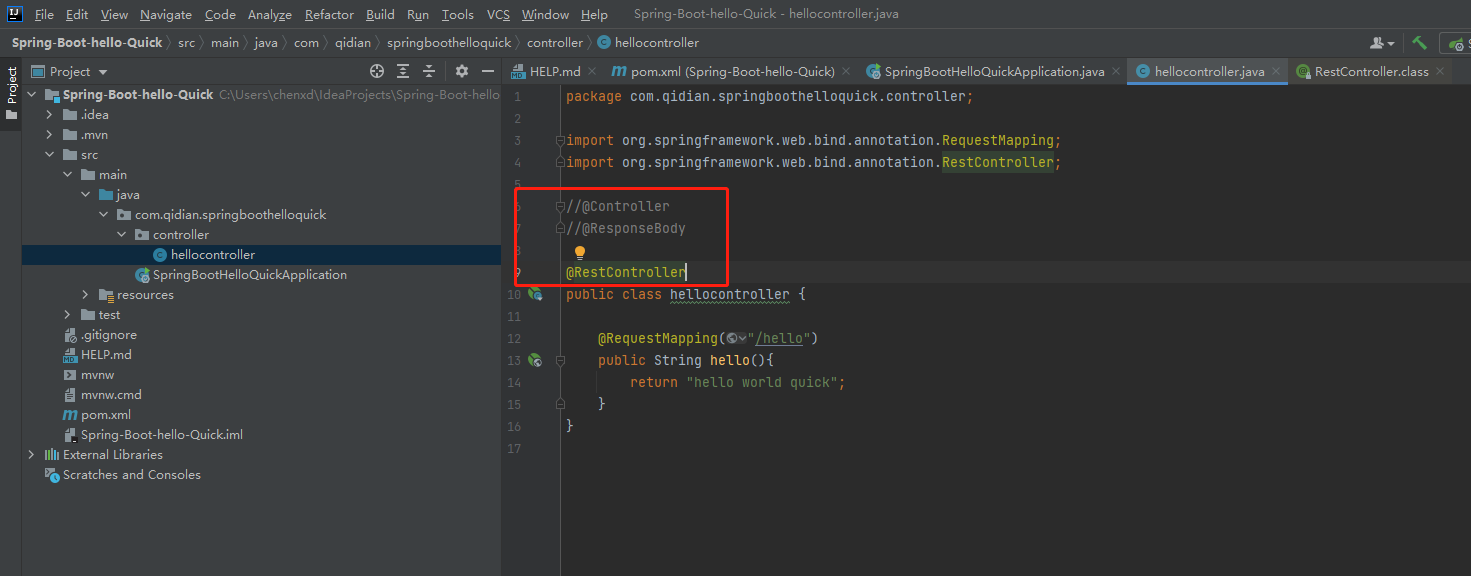 File Edit View Navigate Code Analyze Refactor Build Run Tools VCS Window Help Spring-Boot-hello-Quick - hellocontroller.java
Spring-Boot-hello-Quick src main java com qidian springboothelloquick controller hellocontroller
Project
Project
HELP.md pom.xml (Spring-Boot-hello-Quick) SpringBootHelloQuickApplication.java hellocontroller.java RestController.class
Spring-Boot-hello-Quick C:\Users\chenxd\IdeaProjects\Spring-Boot-hello
.idea
.mvn
src
main
java
com.qidian.springboothelloquick
controller
hellocontroller
SpringBootHelloQuickApplication
resources
test
.gitignore
HELP.md
mvnw
mvnw.cmd
pom.xml
Spring-Boot-hello-Quick.iml
External Libraries
Scratches and Consoles
1 package com.qidian.springboothelloquick.controller;
2
3 import org.springframework.web.bind.annotation.RequestMapping;
4 import org.springframework.web.bind.annotation.RestController;
5
6 //@Controller
7 //@ResponseBody
8
9 @RestController
10 public class hellocontroller {
11
12 @RequestMapping("/hello")
13 public String hello(){
14 return "hello world quick";
15 }
16 }
17